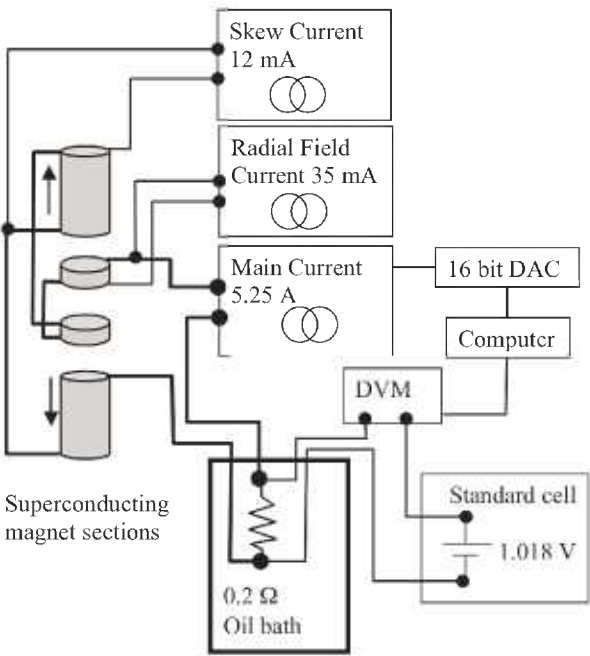 Skew Current
12 mA
Radial Field
Current 35 mA
Main Current
5.25 A
16 bit DAC
Computer
DVM
Standard cell
1.018 V
Superconducting
magnet sections
0.2 Ω
Oil bath